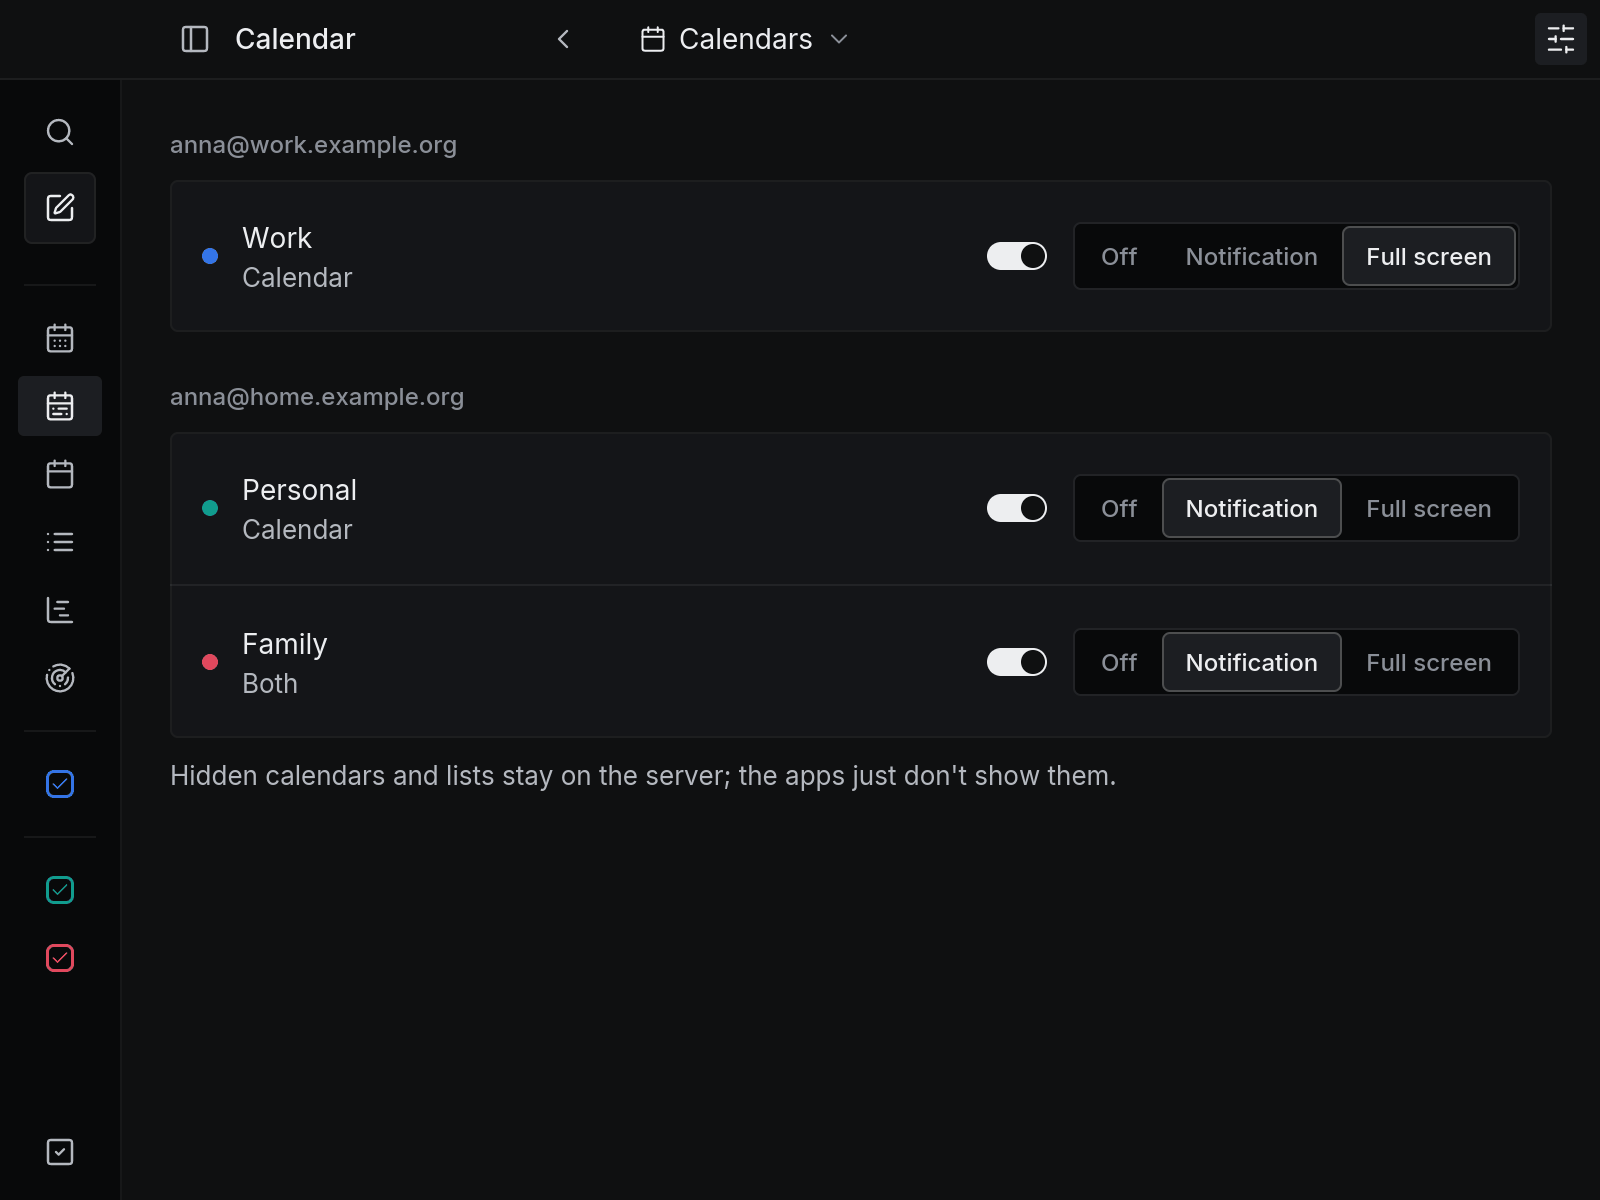 Calendar
Calendars
anna@work.example.org
Work
Calendar
Off Notification Full screen
anna@home.example.org
Personal
Calendar
Off Notification Full screen
Family
Both
Off Notification Full screen
Hidden calendars and lists stay on the server; the apps just don't show them.